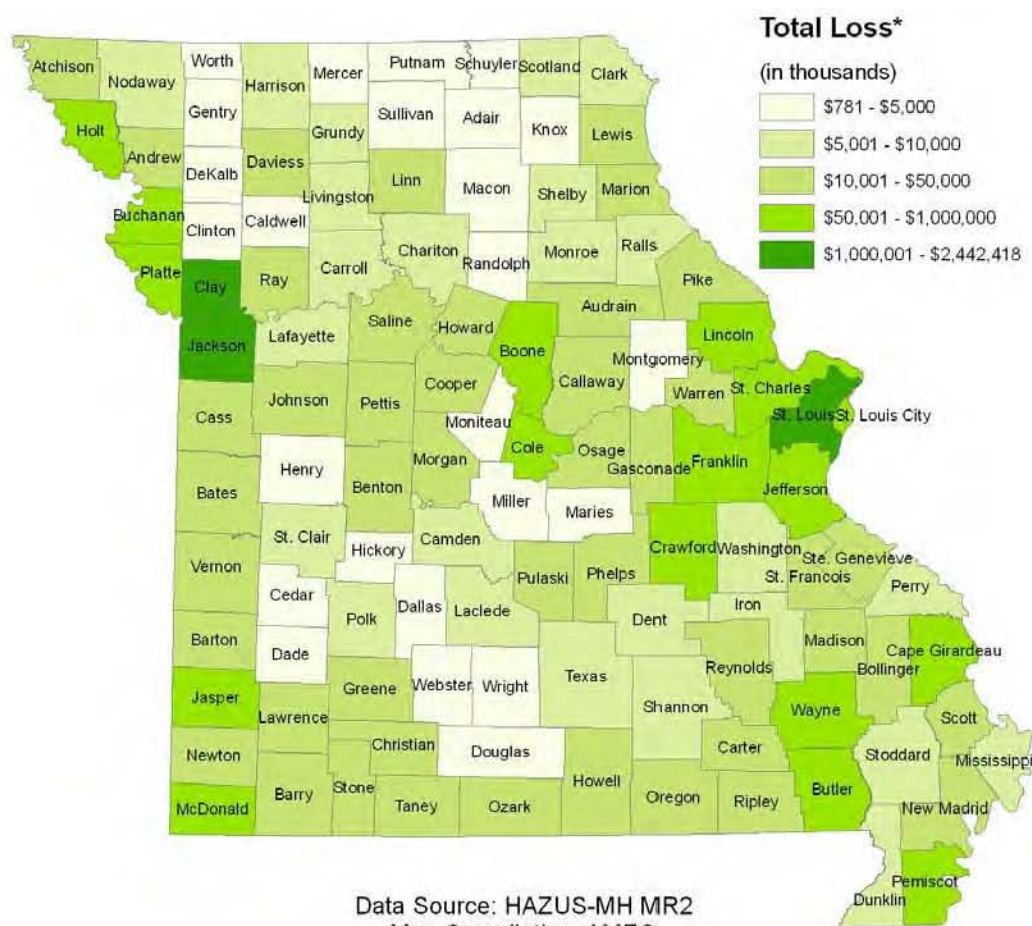 Total Loss*
(in thousands)
$781 - $5,000
$5,001 - $10,000
$10,001 - $50,000
$50,001 - $1,000,000
$1,000,001 - $2,442,418
Atchison
Nodaway
Worth
Harrison
Mercer
Putnam
Schuyler
Scotland
Clark
Gentry
Sullivan
Adair
Knox
Lewis
Holt
Andrew
DeKalb
Daviess
Grundy
Linn
Macon
Shelby
Marion
Livingston
Buchanan
Clinton
Caldwell
Chariton
Randolph
Monroe
Ralls
Platte
Clay
Ray
Carroll
Pike
Audrain
Jackson
Lafayette
Saline
Howard
Boone
Lincoln
Montgomery
Callaway
Cooper
Warren
St. Charles
St. Louis
St. Louis City
Cass
Johnson
Pettis
Moniteau
Cole
Osage
Gasconade
Franklin
Jefferson
Henry
Morgan
Bates
Benton
Miller
Maries
St. Clair
Camden
Hickory
Crawford
Washington
Ste. Genevieve
St. Francois
Perry
Vernon
Pulaski
Phelps
Cedar
Dallas
Laclede
Polk
Dent
Iron
Barton
Dade
Madison
Cape Girardeau
Bollinger
Reynolds
Texas
Jasper
Greene
Webster
Wright
Shannon
Wayne
Scott
Lawrence
Newton
Christian
Douglas
Carter
Stoddard
Mississippi
McDonald
Barry
Stone
Taney
Ozark
Howell
Oregon
Ripley
Butler
New Madrid
Pemiscot
Dunklin
Data Source: HAZUS-MH MR2